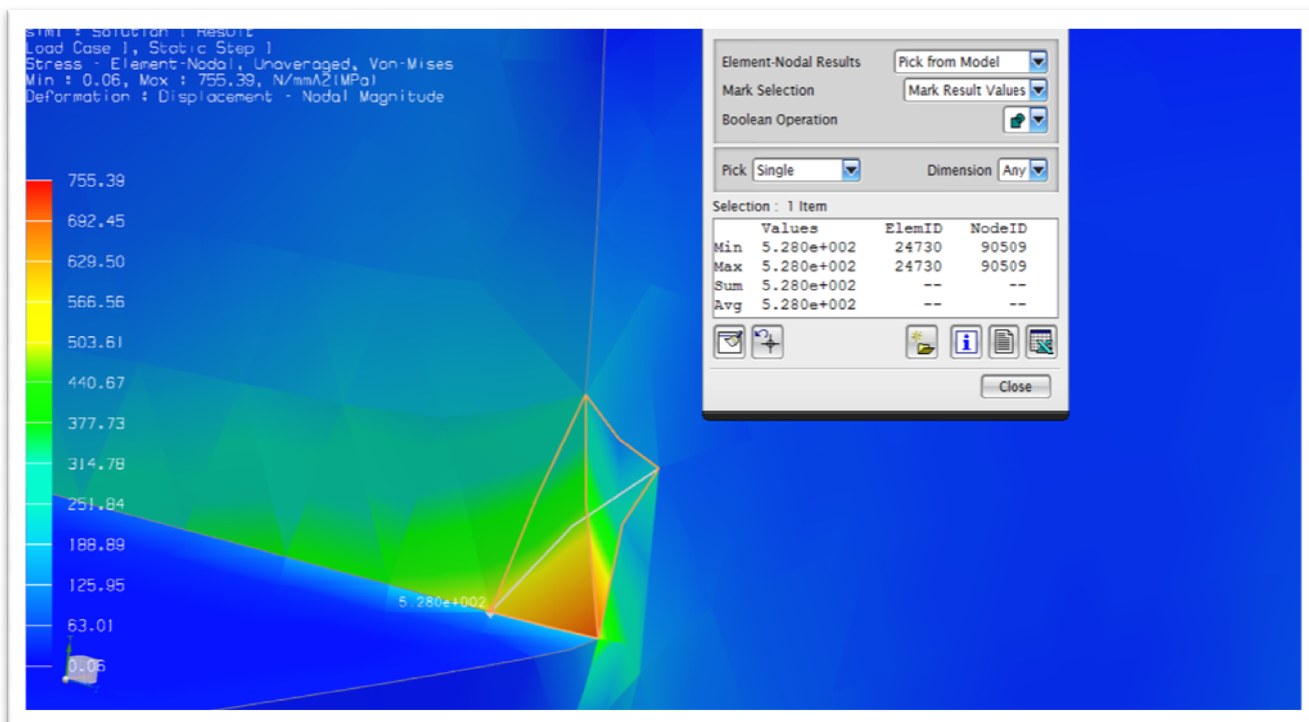 sim1 : Solution 1 Result
Load Case 1, Static Step 1
Stress - Element-Nodal, Unaveraged, Von-Mises
Min : 0.06, Max : 755.39, N/mm^2(MPa)
Deformation : Displacement - Nodal Magnitude
755.39
692.45
629.50
566.56
503.61
440.67
377.73
314.78
251.84
188.89
125.95
63.01
0.06
5.280e+002
Element-Nodal Results Pick from Model
Mark Selection Mark Result Values
Boolean Operation
Pick Single Dimension Any
Selection : 1 Item
Values ElemID NodeID
Min 5.280e+002 24730 90509
Max 5.280e+002 24730 90509
Sum 5.280e+002 -- --
Avg 5.280e+002 -- --
Close